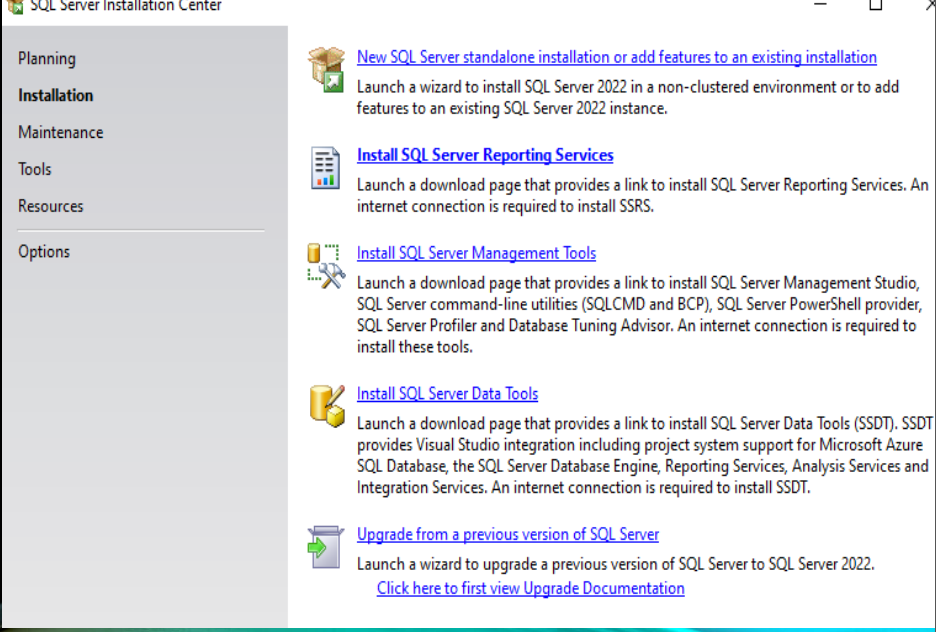 SQL Server Installation Center
Planning
Installation
Maintenance
Tools
Resources
Options
New SQL Server standalone installation or add features to an existing installation
Launch a wizard to install SQL Server 2022 in a non-clustered environment or to add
features to an existing SQL Server 2022 instance.
Install SQL Server Reporting Services
Launch a download page that provides a link to install SQL Server Reporting Services. An
internet connection is required to install SSRS.
Install SQL Server Management Tools
Launch a download page that provides a link to install SQL Server Management Studio,
SQL Server command-line utilities (SQLCMD and BCP), SQL Server PowerShell provider,
SQL Server Profiler and Database Tuning Advisor. An internet connection is required to
install these tools.
Install SQL Server Data Tools
Launch a download page that provides a link to install SQL Server Data Tools (SSDT). SSDT
provides Visual Studio integration including project system support for Microsoft Azure
SQL Database, the SQL Server Database Engine, Reporting Services, Analysis Services and
Integration Services. An internet connection is required to install SSDT.
Upgrade from a previous version of SQL Server
Launch a wizard to upgrade a previous version of SQL Server to SQL Server 2022.
Click here to first view Upgrade Documentation